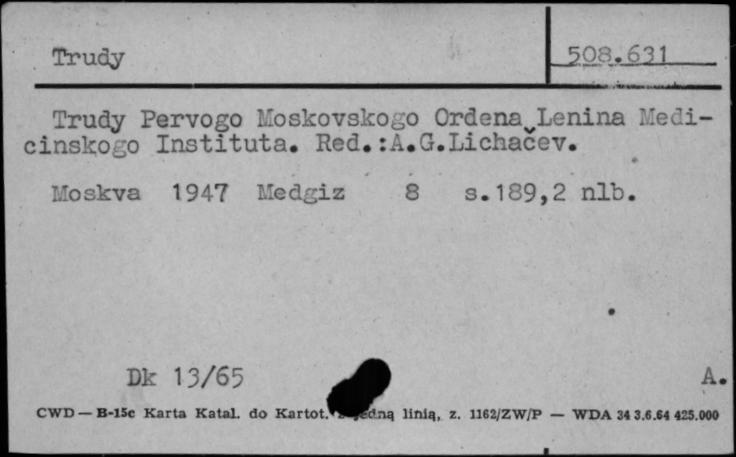 Trudy 508.631
Trudy Pervogo Moskovskogo Ordena Lenina Medi-
cinskogo Instituta. Red.:A.G.Lichačev.
Moskva 1947 Medgiz 8 s.189,2 nlb.
Dk 13/65 A.
CWD — B-15c Karta Katal. do Kartot. linią, z. 1162/ZW/P — WDA 34 3.6.64 425.000